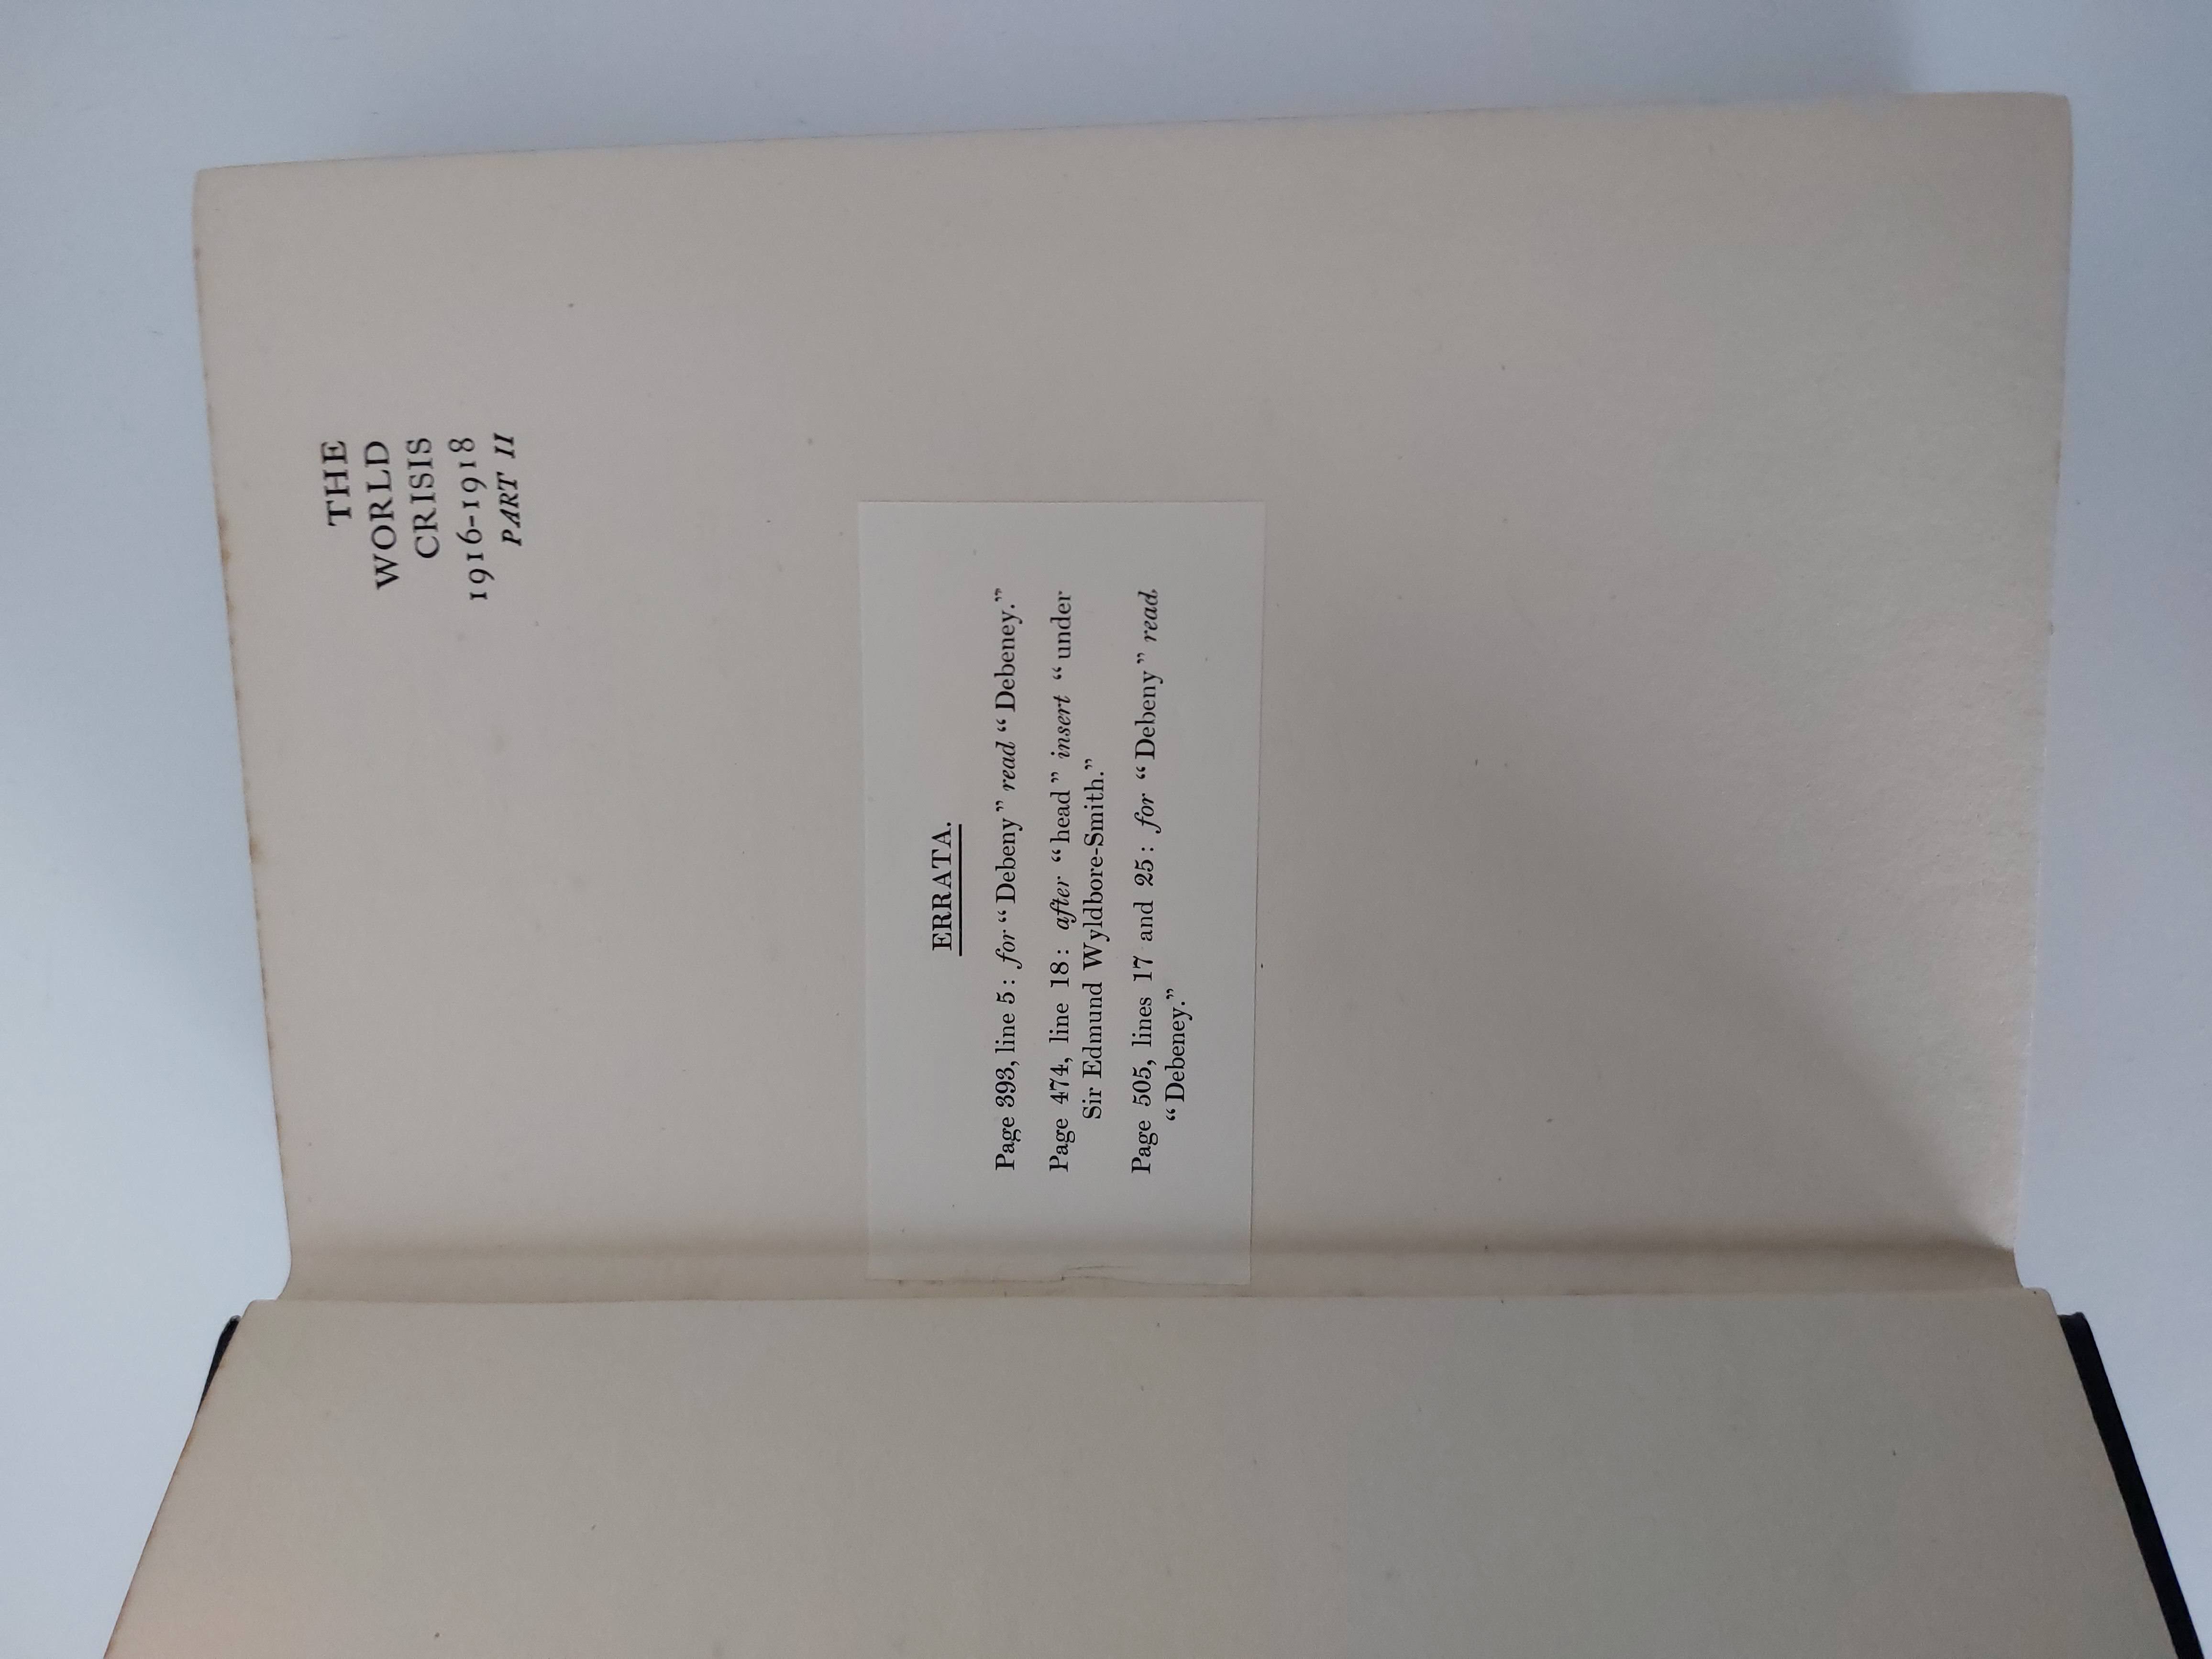 THE
WORLD
CRISIS
1916-1918
PART II
ERRATA.
Page 393, line 5: for “Debeny” read “Debeney.”
Page 474, line 18: after “head” insert “under
Sir Edmund Wyldbore-Smith.”
Page 505, lines 17 and 25: for “Debeny” read
“Debeney.”